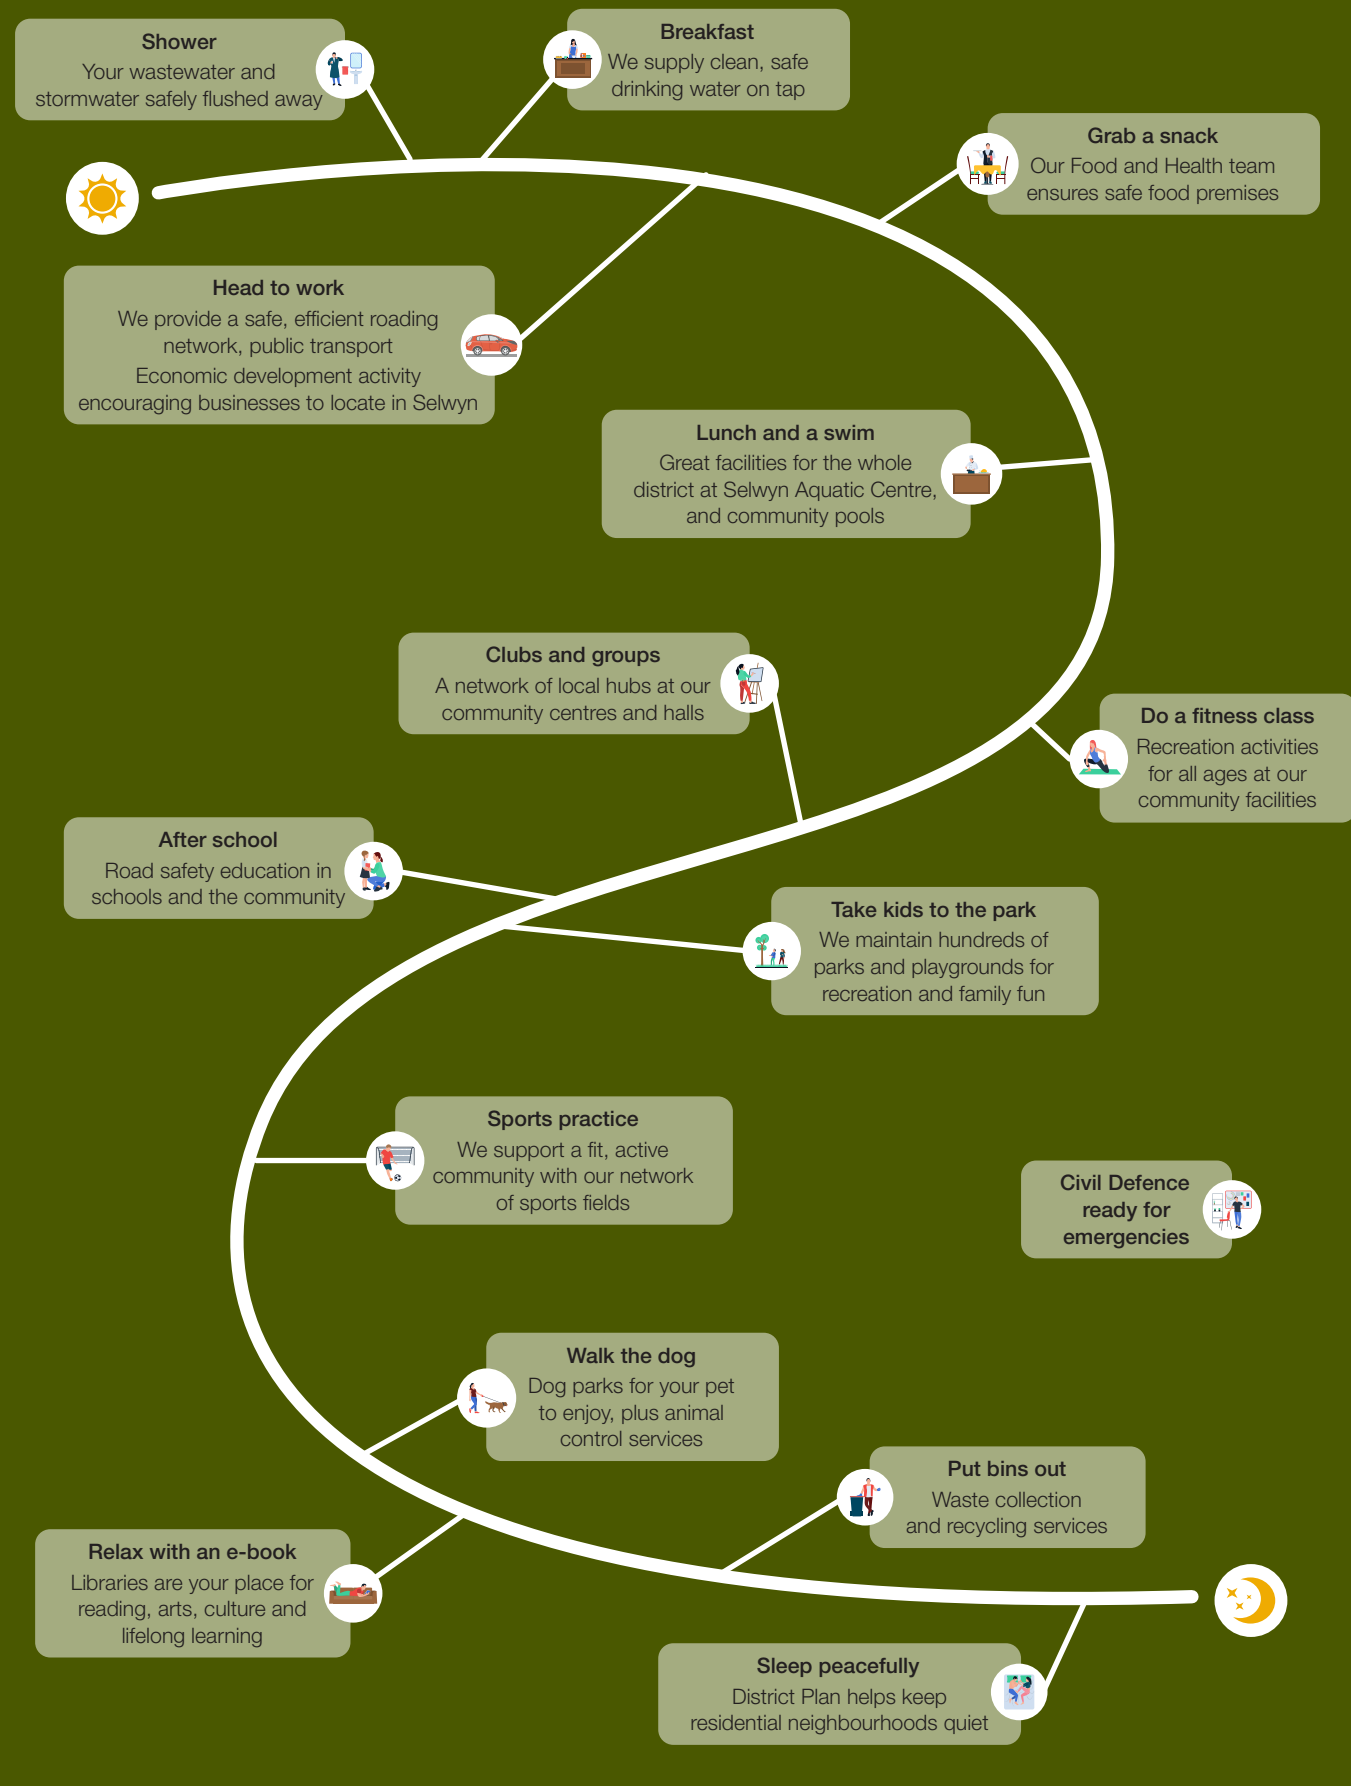 Shower
Your wastewater and
stormwater safely flushed away
Breakfast
We supply clean, safe
drinking water on tap
Grab a snack
Our Food and Health team
ensures safe food premises
Head to work
We provide a safe, efficient roading
network, public transport
Economic development activity
encouraging businesses to locate in Selwyn
Lunch and a swim
Great facilities for the whole
district at Selwyn Aquatic Centre,
and community pools
Clubs and groups
A network of local hubs at our
community centres and halls
Do a fitness class
Recreation activities
for all ages at our
community facilities
After school
Road safety education in
schools and the community
Take kids to the park
We maintain hundreds of
parks and playgrounds for
recreation and family fun
Sports practice
We support a fit, active
community with our network
of sports fields
Civil Defence
ready for
emergencies
Walk the dog
Dog parks for your pet
to enjoy, plus animal
control services
Put bins out
Waste collection
and recycling services
Relax with an e-book
Libraries are your place for
reading, arts, culture and
lifelong learning
Sleep peacefully
District Plan helps keep
residential neighbourhoods quiet